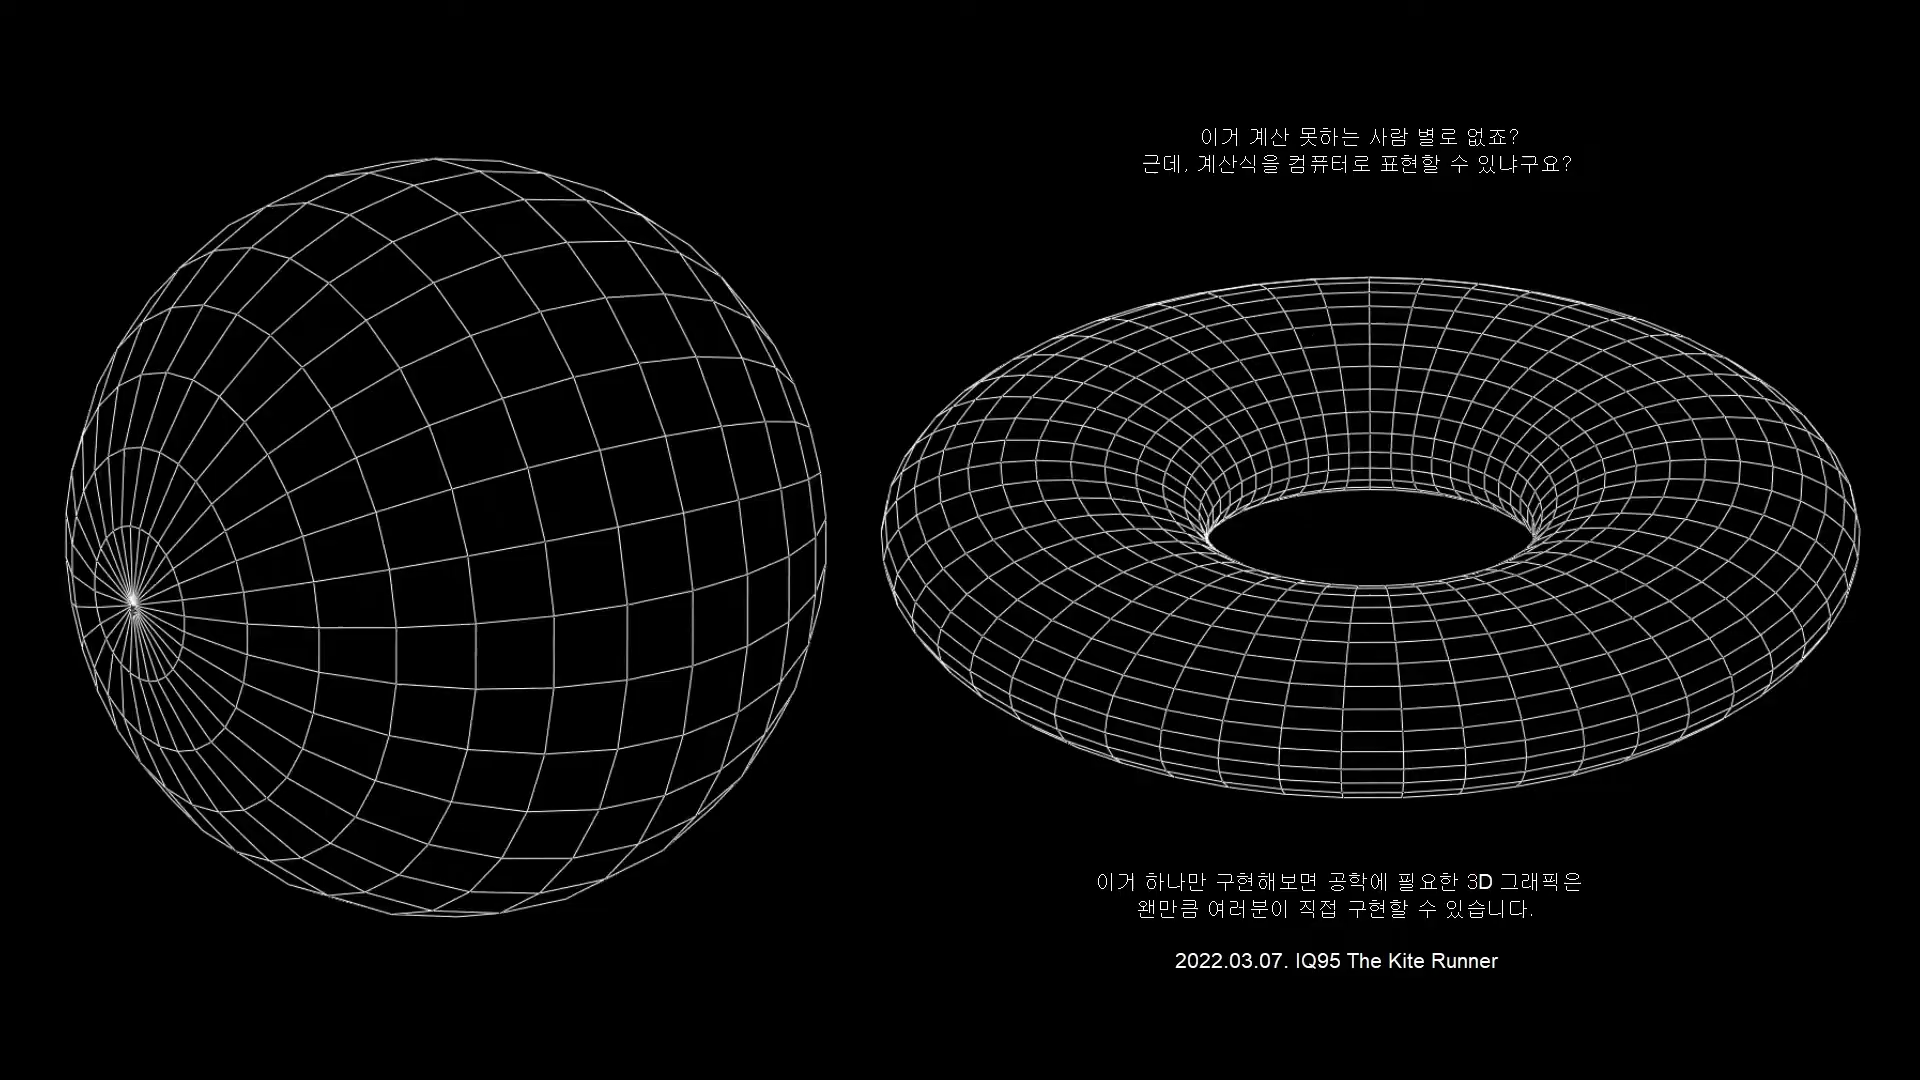 이거 계산 못하는 사람 별로 없죠?
근데, 계산식을 컴퓨터로 표현할 수 있냐구요?
이거 하나만 구현해보면 공학에 필요한 3D 그래픽은
왠만큼 여러분이 직접 구현할 수 있습니다.
2022.03.07. IQ95 The Kite Runner